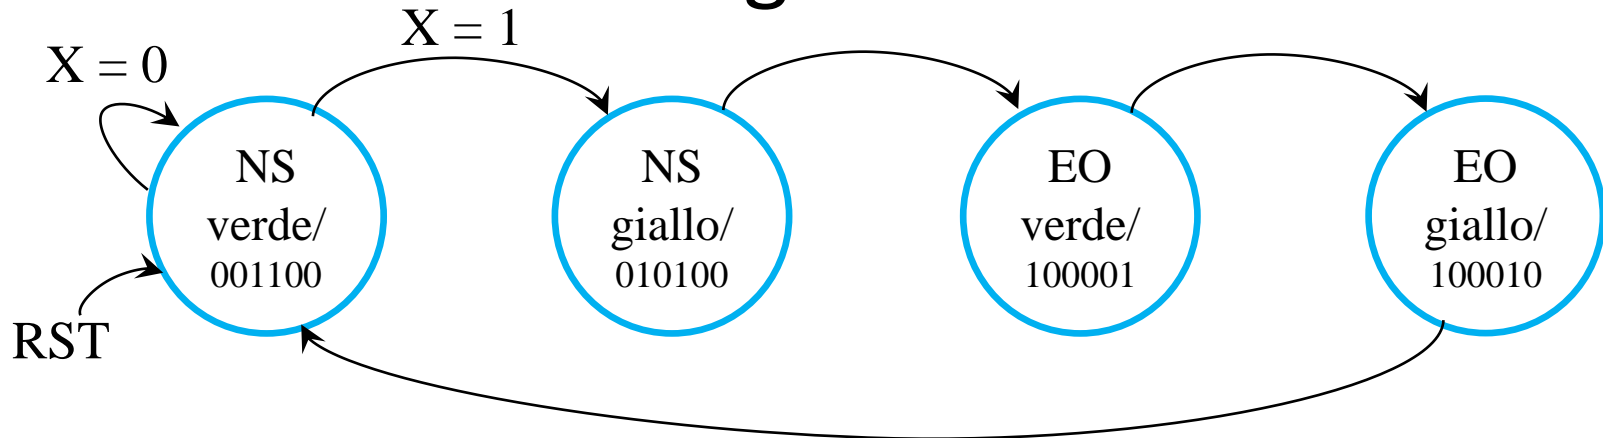 X = 1
X = 0
NS
verde/
001100
NS
giallo/
010100
EO
verde/
100001
EO
giallo/
100010
RST